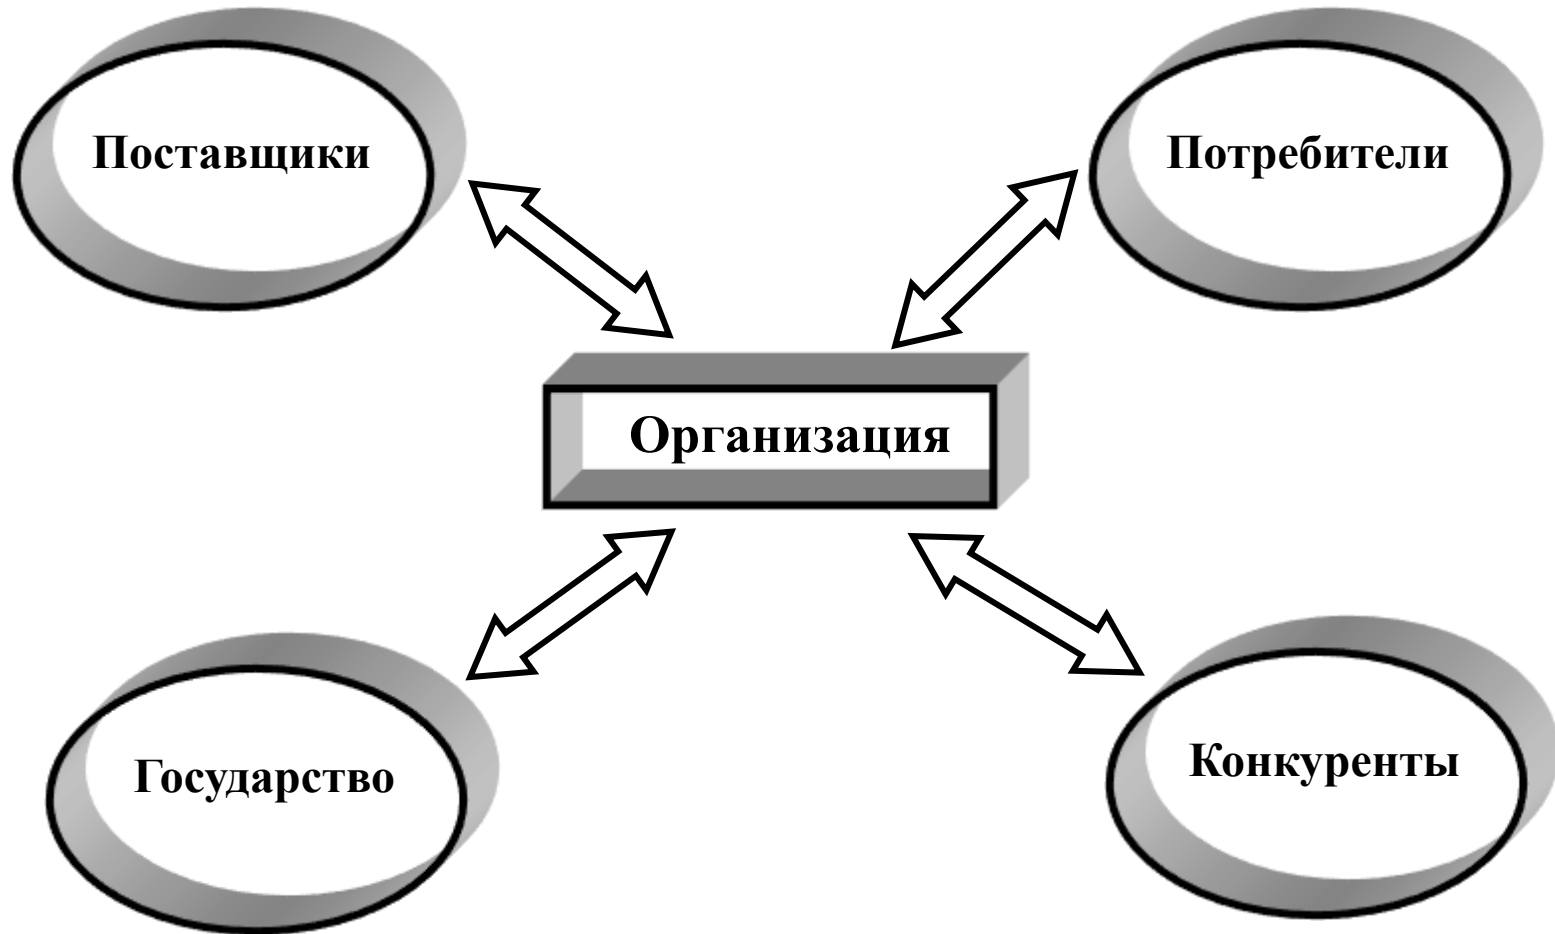 Поставщики
Потребители
Организация
Государство
Конкуренты